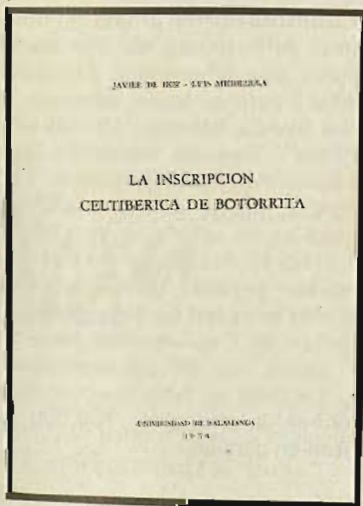 JAVIER DE HOZ - LUIS MICHELENA
LA INSCRIPCION
CELTIBERICA DE BOTORRITA
UNIVERSIDAD DE SALAMANCA
1974